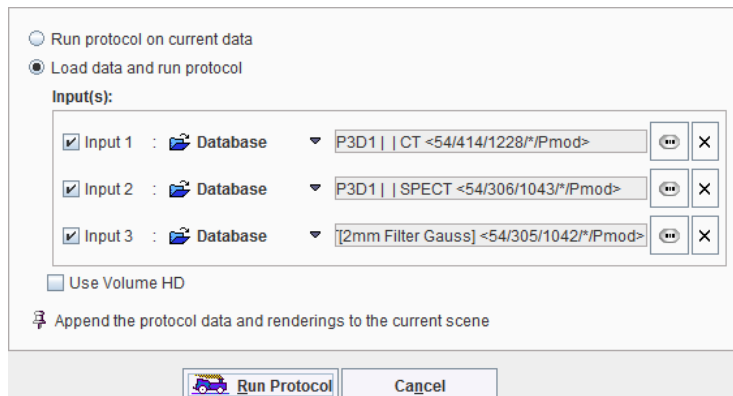 Run protocol on current data
Load data and run protocol
Input(s):
Input 1 : Database P3D1 | | CT <54/414/1228/*/Pmod>
Input 2 : Database P3D1 | | SPECT <54/306/1043/*/Pmod>
Input 3 : Database [2mm Filter Gauss] <54/305/1042/*/Pmod>
Use Volume HD
Append the protocol data and renderings to the current scene
Run Protocol Cancel